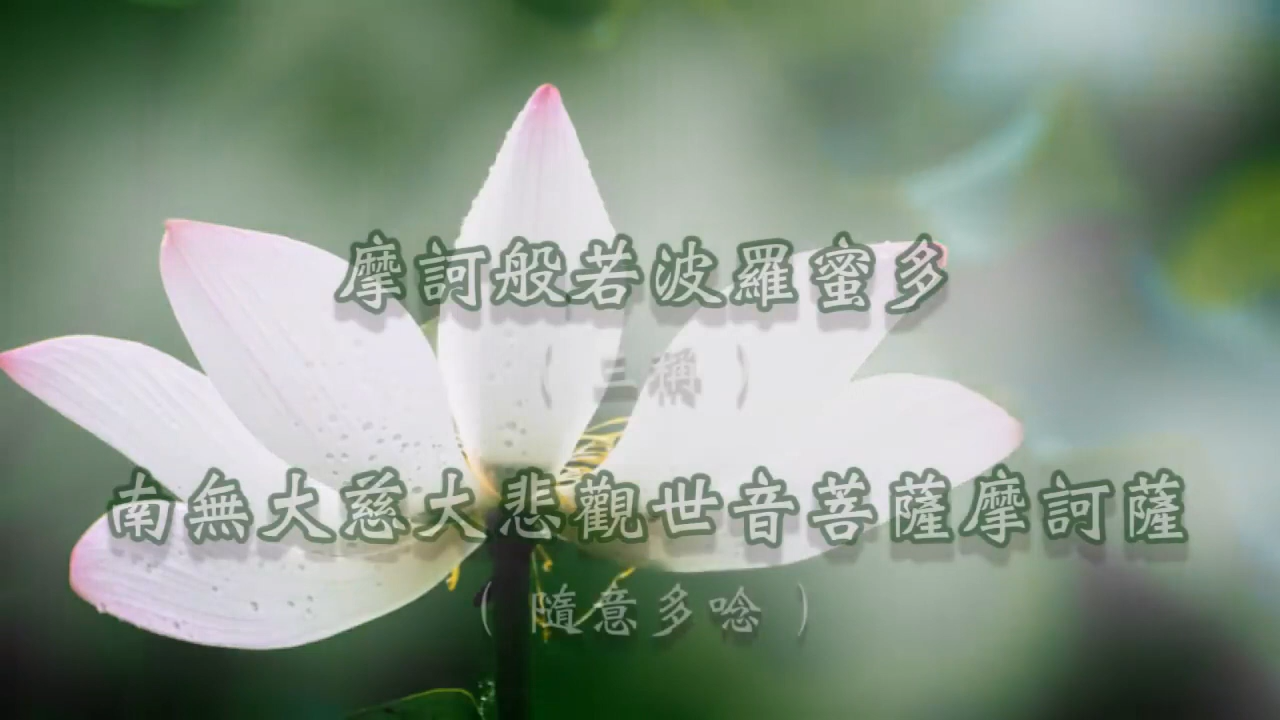 摩訶般若波羅蜜多
（三稱）
南無大慈大悲觀世音菩薩摩訶薩
（隨意多唸）